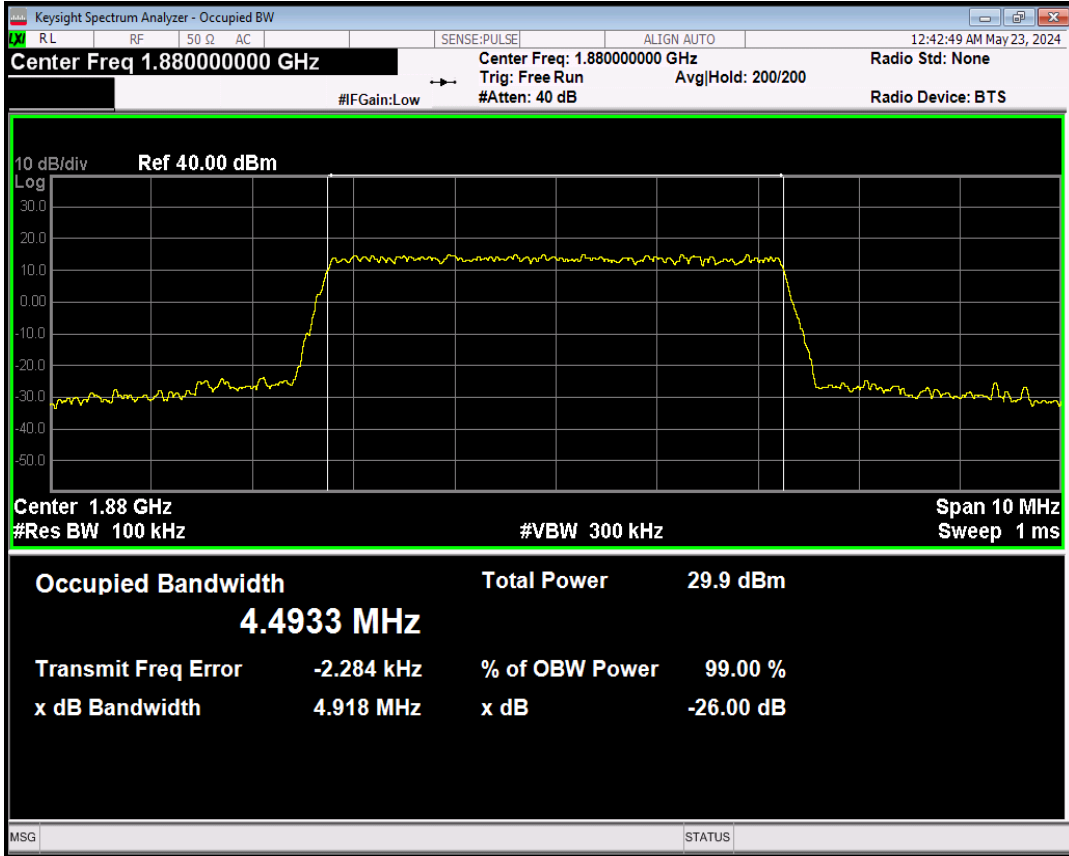 Keysight Spectrum Analyzer - Occupied BW
LXI RL RF 50 Ω AC SENSE:PULSE ALIGN AUTO 12:42:49 AM May 23, 2024
Center Freq 1.880000000 GHz
Center Freq: 1.880000000 GHz
Radio Std: None
Trig: Free Run Avg|Hold: 200/200
#IFGain:Low #Atten: 40 dB
Radio Device: BTS
10 dB/div Ref 40.00 dBm
Log
30.0
20.0
10.0
0.00
-10.0
-20.0
-30.0
-40.0
-50.0
Center 1.88 GHz Span 10 MHz
#Res BW 100 kHz #VBW 300 kHz Sweep 1 ms
Occupied Bandwidth Total Power 29.9 dBm
4.4933 MHz
Transmit Freq Error -2.284 kHz % of OBW Power 99.00 %
x dB Bandwidth 4.918 MHz x dB -26.00 dB
MSG STATUS